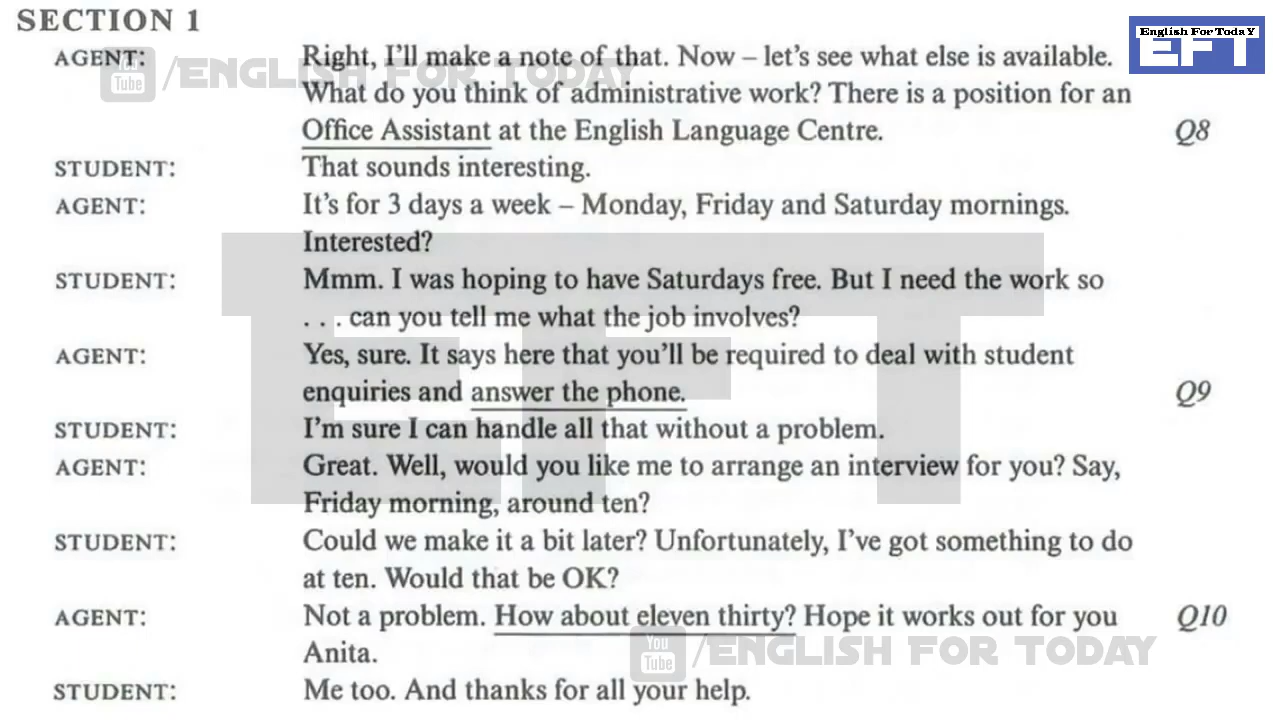 SECTION 1
English For TodaY
EFT
AGENT: Right, I'll make a note of that. Now – let's see what else is available.
You Tube /ENGLISH FOR TODAY
What do you think of administrative work? There is a position for an
Office Assistant at the English Language Centre. Q8
STUDENT: That sounds interesting.
AGENT: It's for 3 days a week – Monday, Friday and Saturday mornings.
Interested?
EFT
STUDENT: Mmm. I was hoping to have Saturdays free. But I need the work so
. . . can you tell me what the job involves?
AGENT: Yes, sure. It says here that you'll be required to deal with student
enquiries and answer the phone. Q9
STUDENT: I'm sure I can handle all that without a problem.
AGENT: Great. Well, would you like me to arrange an interview for you? Say,
Friday morning, around ten?
STUDENT: Could we make it a bit later? Unfortunately, I've got something to do
at ten. Would that be OK?
AGENT: Not a problem. How about eleven thirty? Hope it works out for you Q10
Anita.
You Tube /ENGLISH FOR TODAY
STUDENT: Me too. And thanks for all your help.